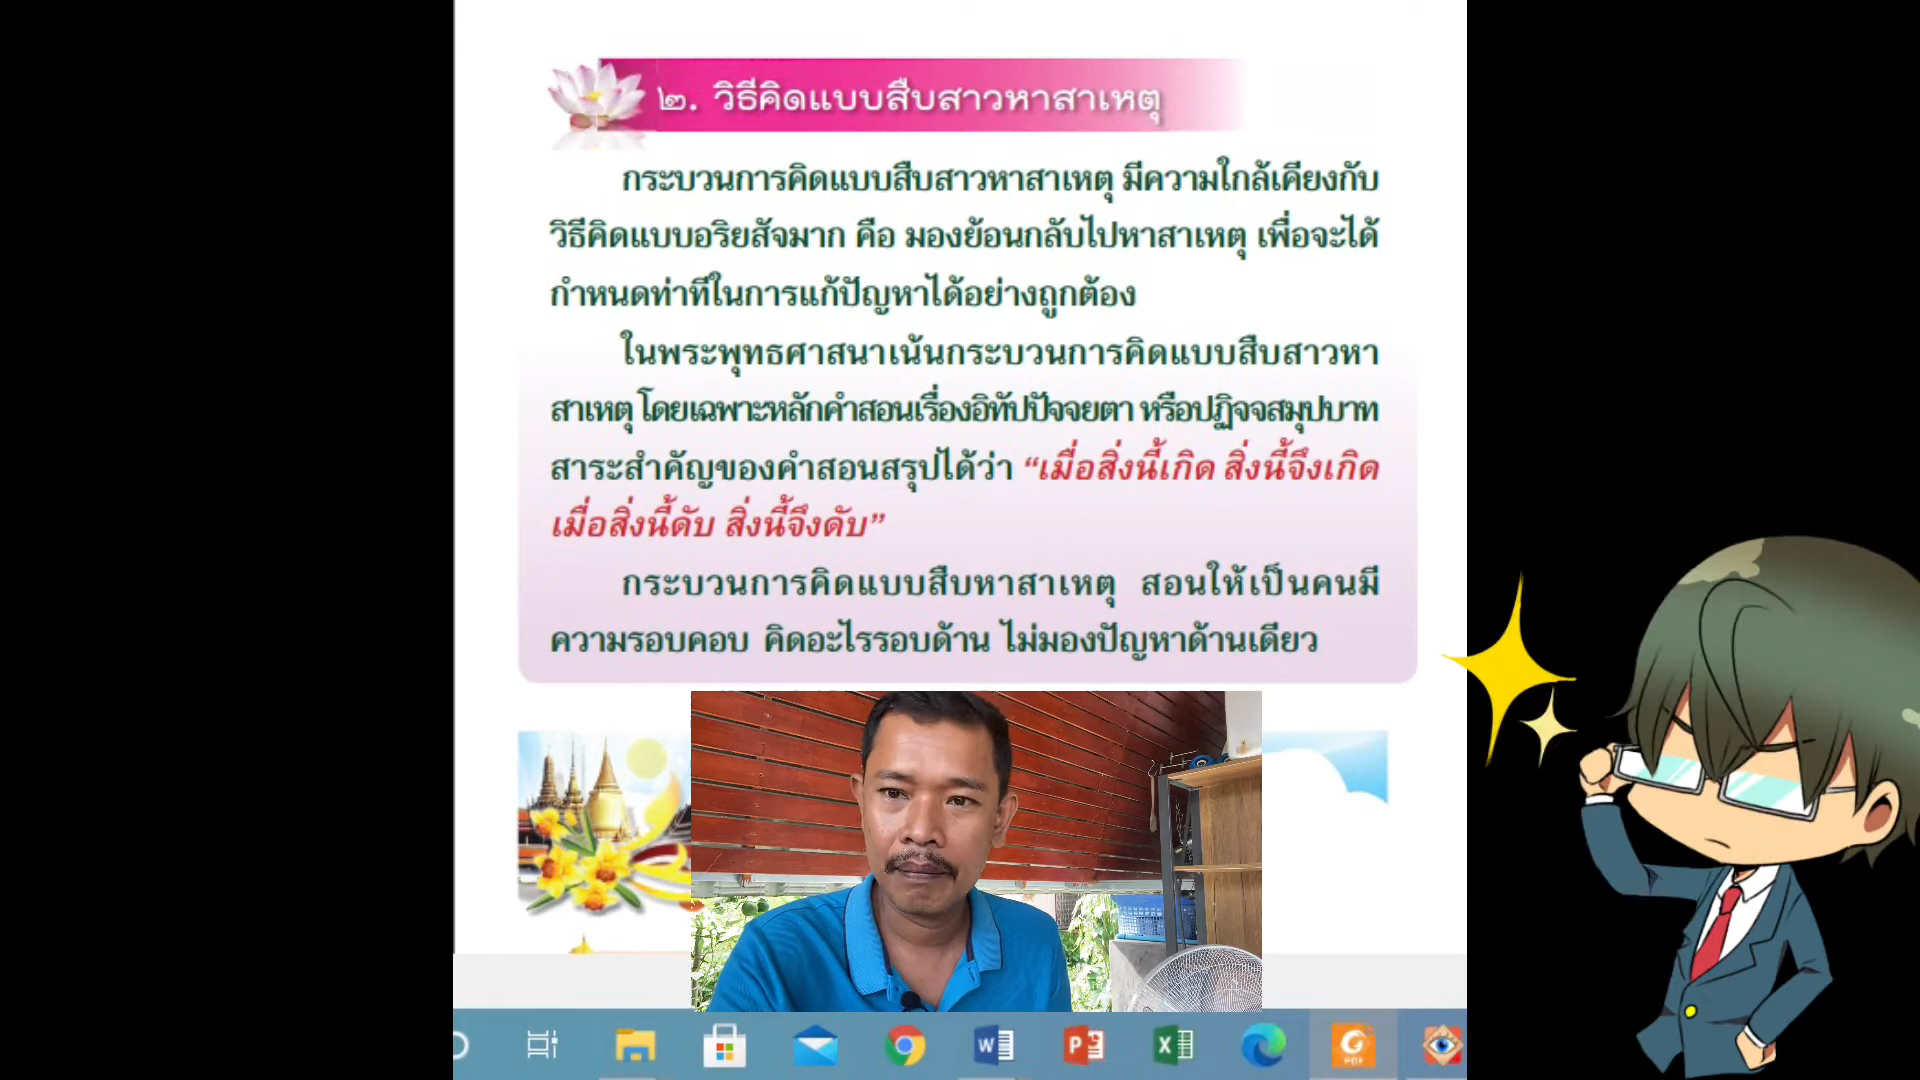 ๒. วิธีคิดแบบสืบสาวหาสาเหตุ
กระบวนการคิดแบบสืบสาวหาสาเหตุ มีความใกล้เคียงกับ
วิธีคิดแบบอริยสัจมาก คือ มองย้อนกลับไปหาสาเหตุ เพื่อจะได้
กำหนดท่าทีในการแก้ปัญหาได้อย่างถูกต้อง
ในพระพุทธศาสนาเน้นกระบวนการคิดแบบสืบสาวหา
สาเหตุ โดยเฉพาะหลักคำสอนเรื่องอิทัปปัจจยตา หรือปฏิจจสมุปบาท
สาระสำคัญของคำสอนสรุปได้ว่า “เมื่อสิ่งนี้เกิด สิ่งนี้จึงเกิด
เมื่อสิ่งนี้ดับ สิ่งนี้จึงดับ”
กระบวนการคิดแบบสืบหาสาเหตุ สอนให้เป็นคนมี
ความรอบคอบ คิดอะไรรอบด้าน ไม่มองปัญหาด้านเดียว
W
P
X
PDF